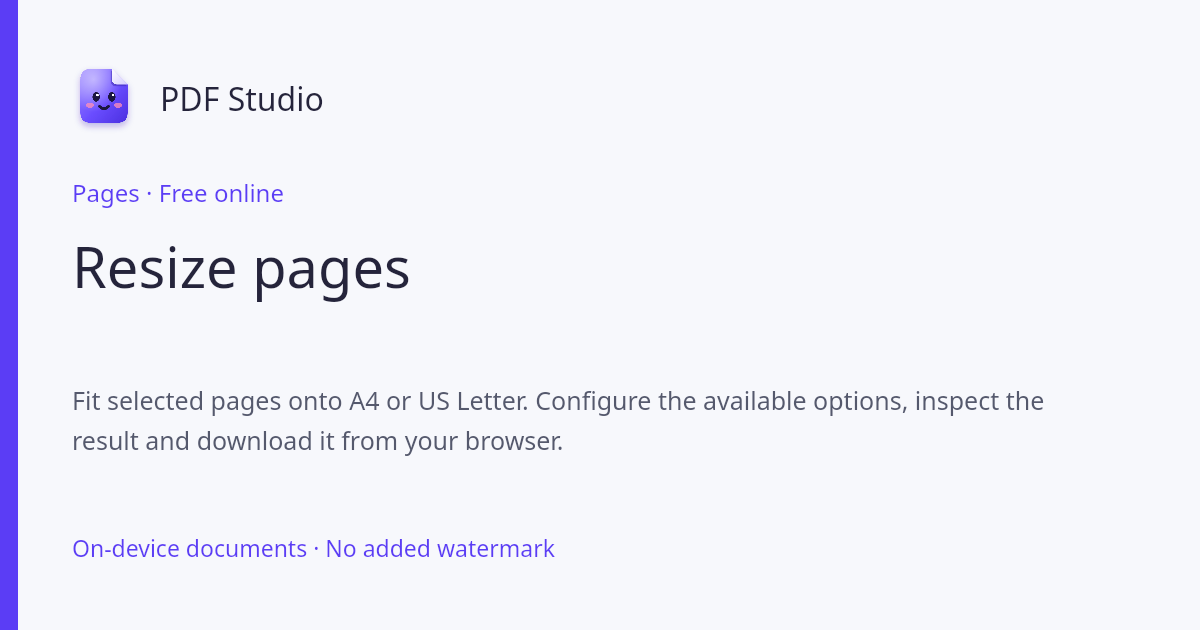 PDF Studio
Pages · Free online
Resize pages
Fit selected pages onto A4 or US Letter. Configure the available options, inspect the
result and download it from your browser.
On-device documents · No added watermark